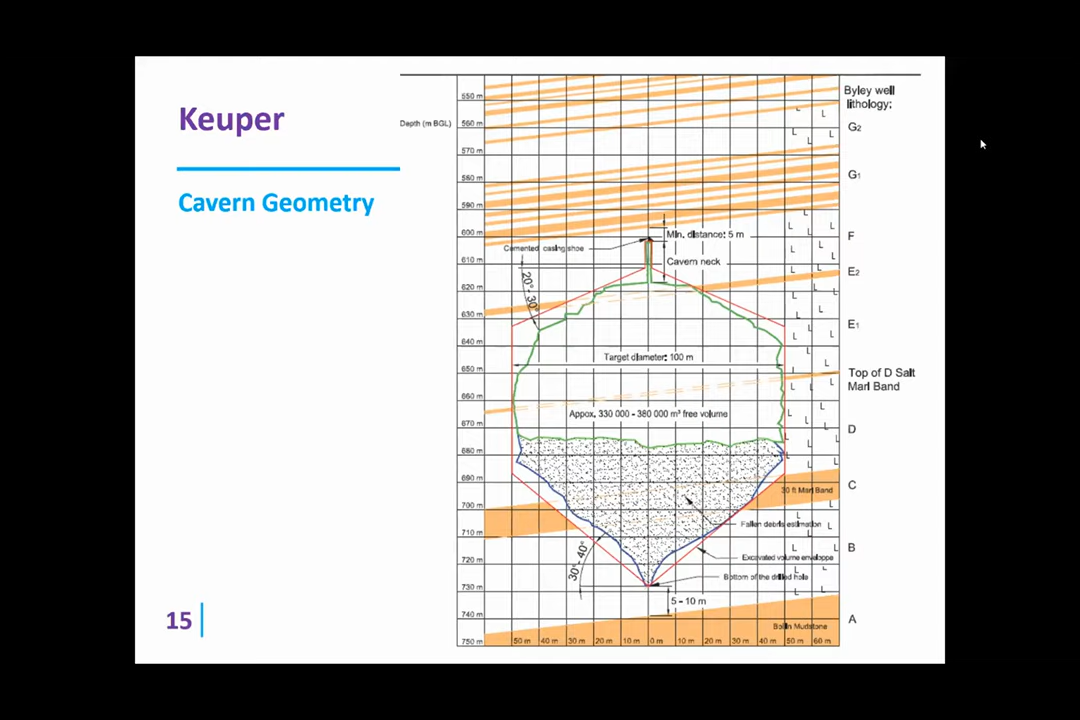 Keuper
Cavern Geometry
15
Depth (m BGL)
550 m
560 m
570 m
580 m
590 m
600 m
610 m
620 m
630 m
640 m
650 m
660 m
670 m
680 m
690 m
700 m
710 m
720 m
730 m
740 m
750 m
Byley well
lithology:
G2
G1
F
E2
E1
Top of D Salt
Marl Band
D
C
B
A
Min. distance: 5 m
Cemented casing shoe
Cavern neck
20° - 30°
Target diameter: 100 m
Appox. 330 000 - 380 000 m³ free volume
30 ft Marl Band
Fallen debris estimation
30° - 40°
Excavated volume enveloppe
Bottom of the drilled hole
5 - 10 m
Bollin Mudstone
50 m 40 m 30 m 20 m 10 m 0 m 10 m 20 m 30 m 40 m 50 m 60 m